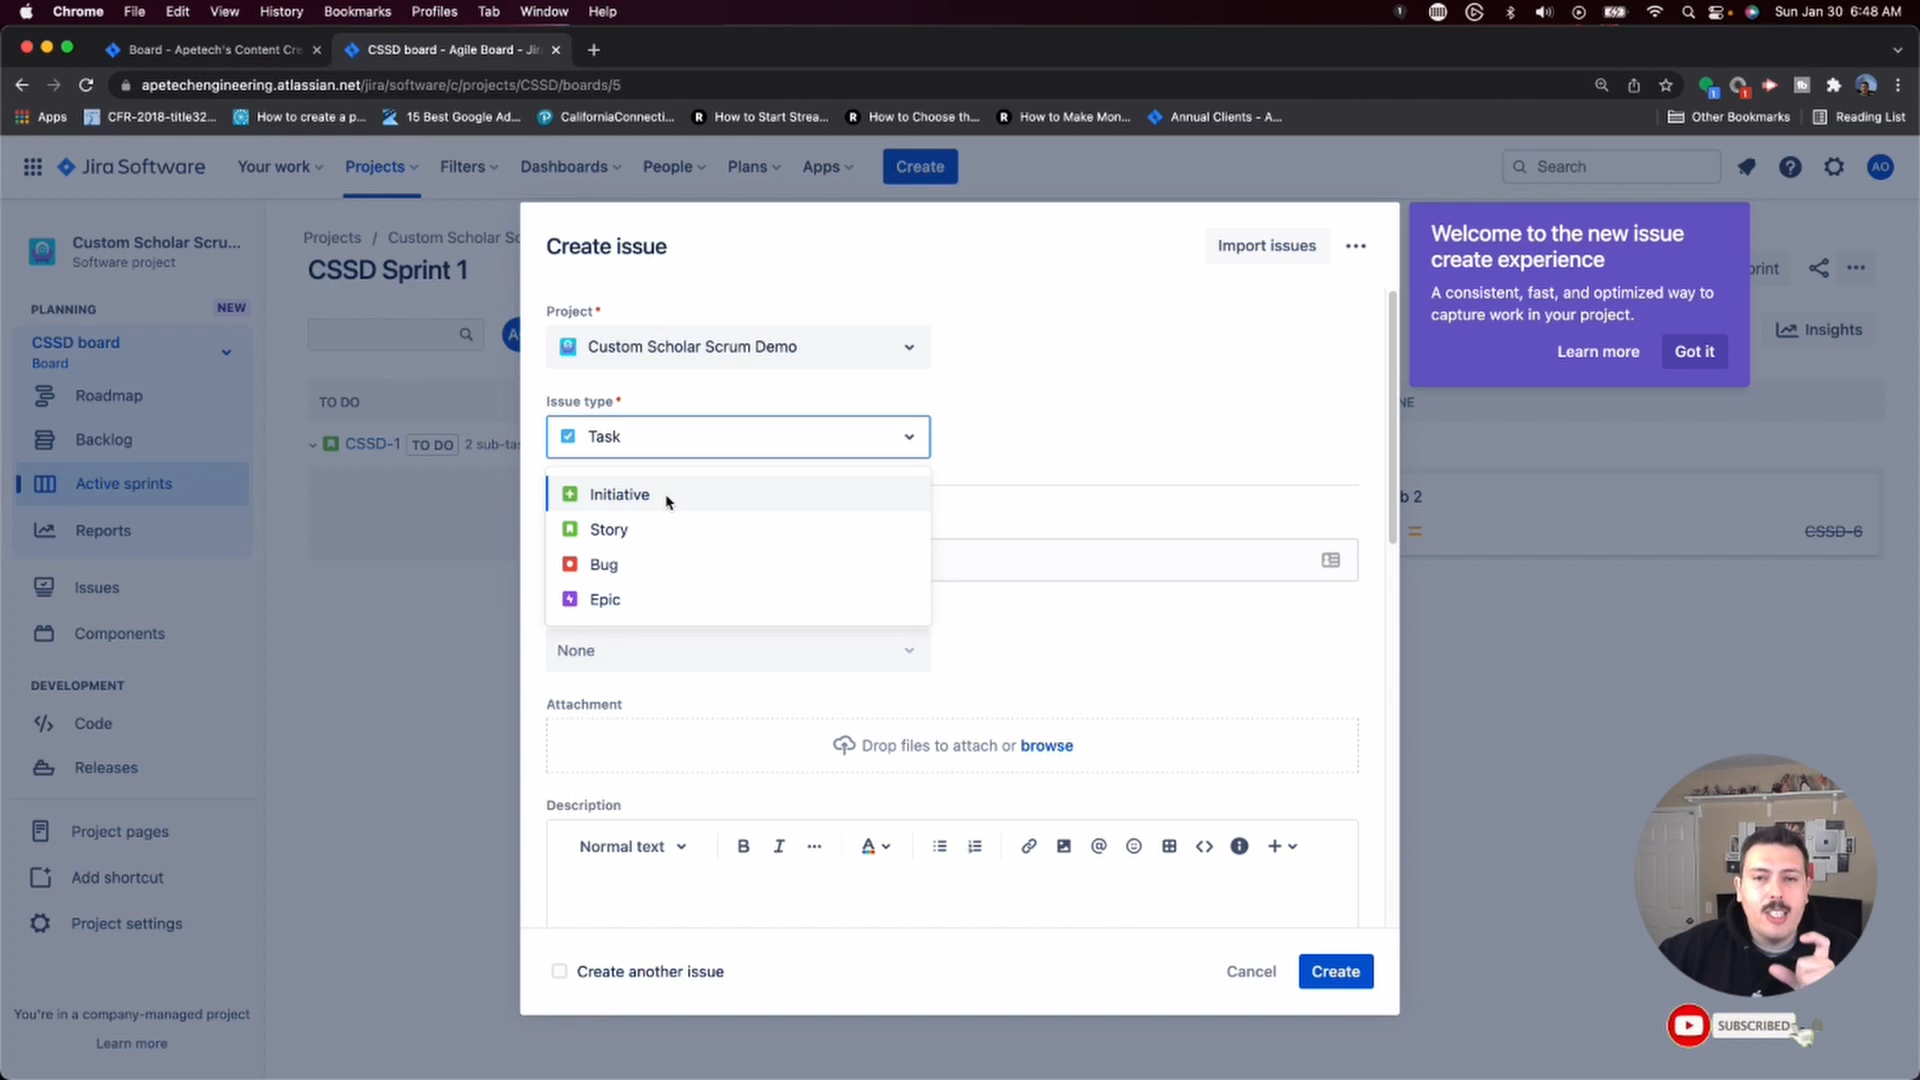 Chrome File Edit View History Bookmarks Profiles Tab Window Help
1 Sun Jan 30 6:48 AM
Board - Apetech's Content Cre
CSSD board - Agile Board - Jir
apetechengineering.atlassian.net/jira/software/c/projects/CSSD/boards/5
1 1
Apps CFR-2018-title32... How to create a p... 15 Best Google Ad... CaliforniaConnecti... How to Start Strea... How to Choose th... How to Make Mon... Annual Clients - A... Other Bookmarks Reading List
Jira Software Your work Projects Filters Dashboards People Plans Apps Create Search AO
Custom Scholar Scru...
Software project
PLANNING NEW
CSSD board
Board
Roadmap
Backlog
Active sprints
Reports
Issues
Components
DEVELOPMENT
Code
Releases
Project pages
Add shortcut
Project settings
You're in a company-managed project
Learn more
Projects / Custom Scholar Sc
CSSD Sprint 1
TO DO
CSSD-1 TO DO 2 sub-tas
Create issue
Import issues
Project *
Custom Scholar Scrum Demo
Issue type *
Task
Initiative
Story
Bug
Epic
None
Attachment
Drop files to attach or browse
Description
Normal text B I A
Create another issue
Cancel Create
Welcome to the new issue
create experience
A consistent, fast, and optimized way to
capture work in your project.
Learn more Got it
print
Insights
NE
b 2
CSSD-6
SUBSCRIBED